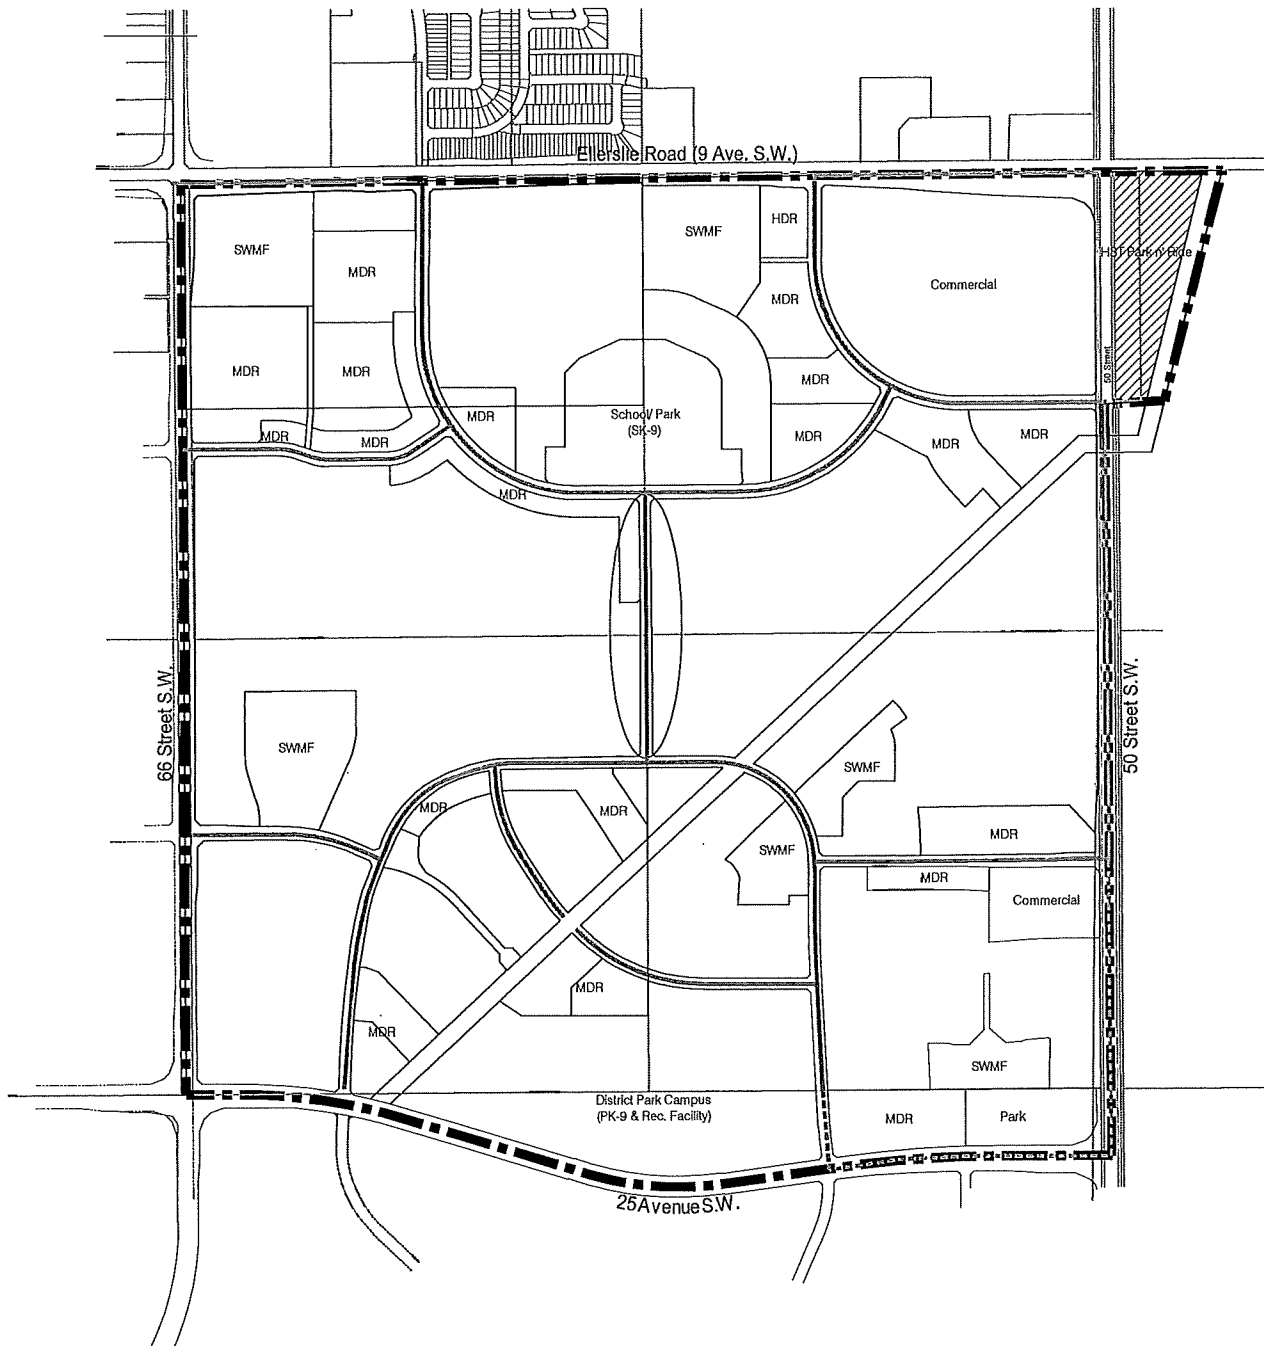 Ellerslie Road (9 Ave. S.W.)
SWMF
MDR
SWMF
HDR
MDR
Commercial
HST Park n' Ride
50 Street
MDR
MDR
MDR
MDR
MDR
MDR
School/ Park
(SK-9)
MDR
MDR
MDR
MDR
MDR
66 Street S.W.
50 Street S.W.
SWMF
SWMF
MDR
MDR
SWMF
MDR
MDR
Commercial
MDR
MDR
SWMF
District Park Campus
(PK-9 & Rec. Facility)
MDR
Park
25 Avenue S.W.